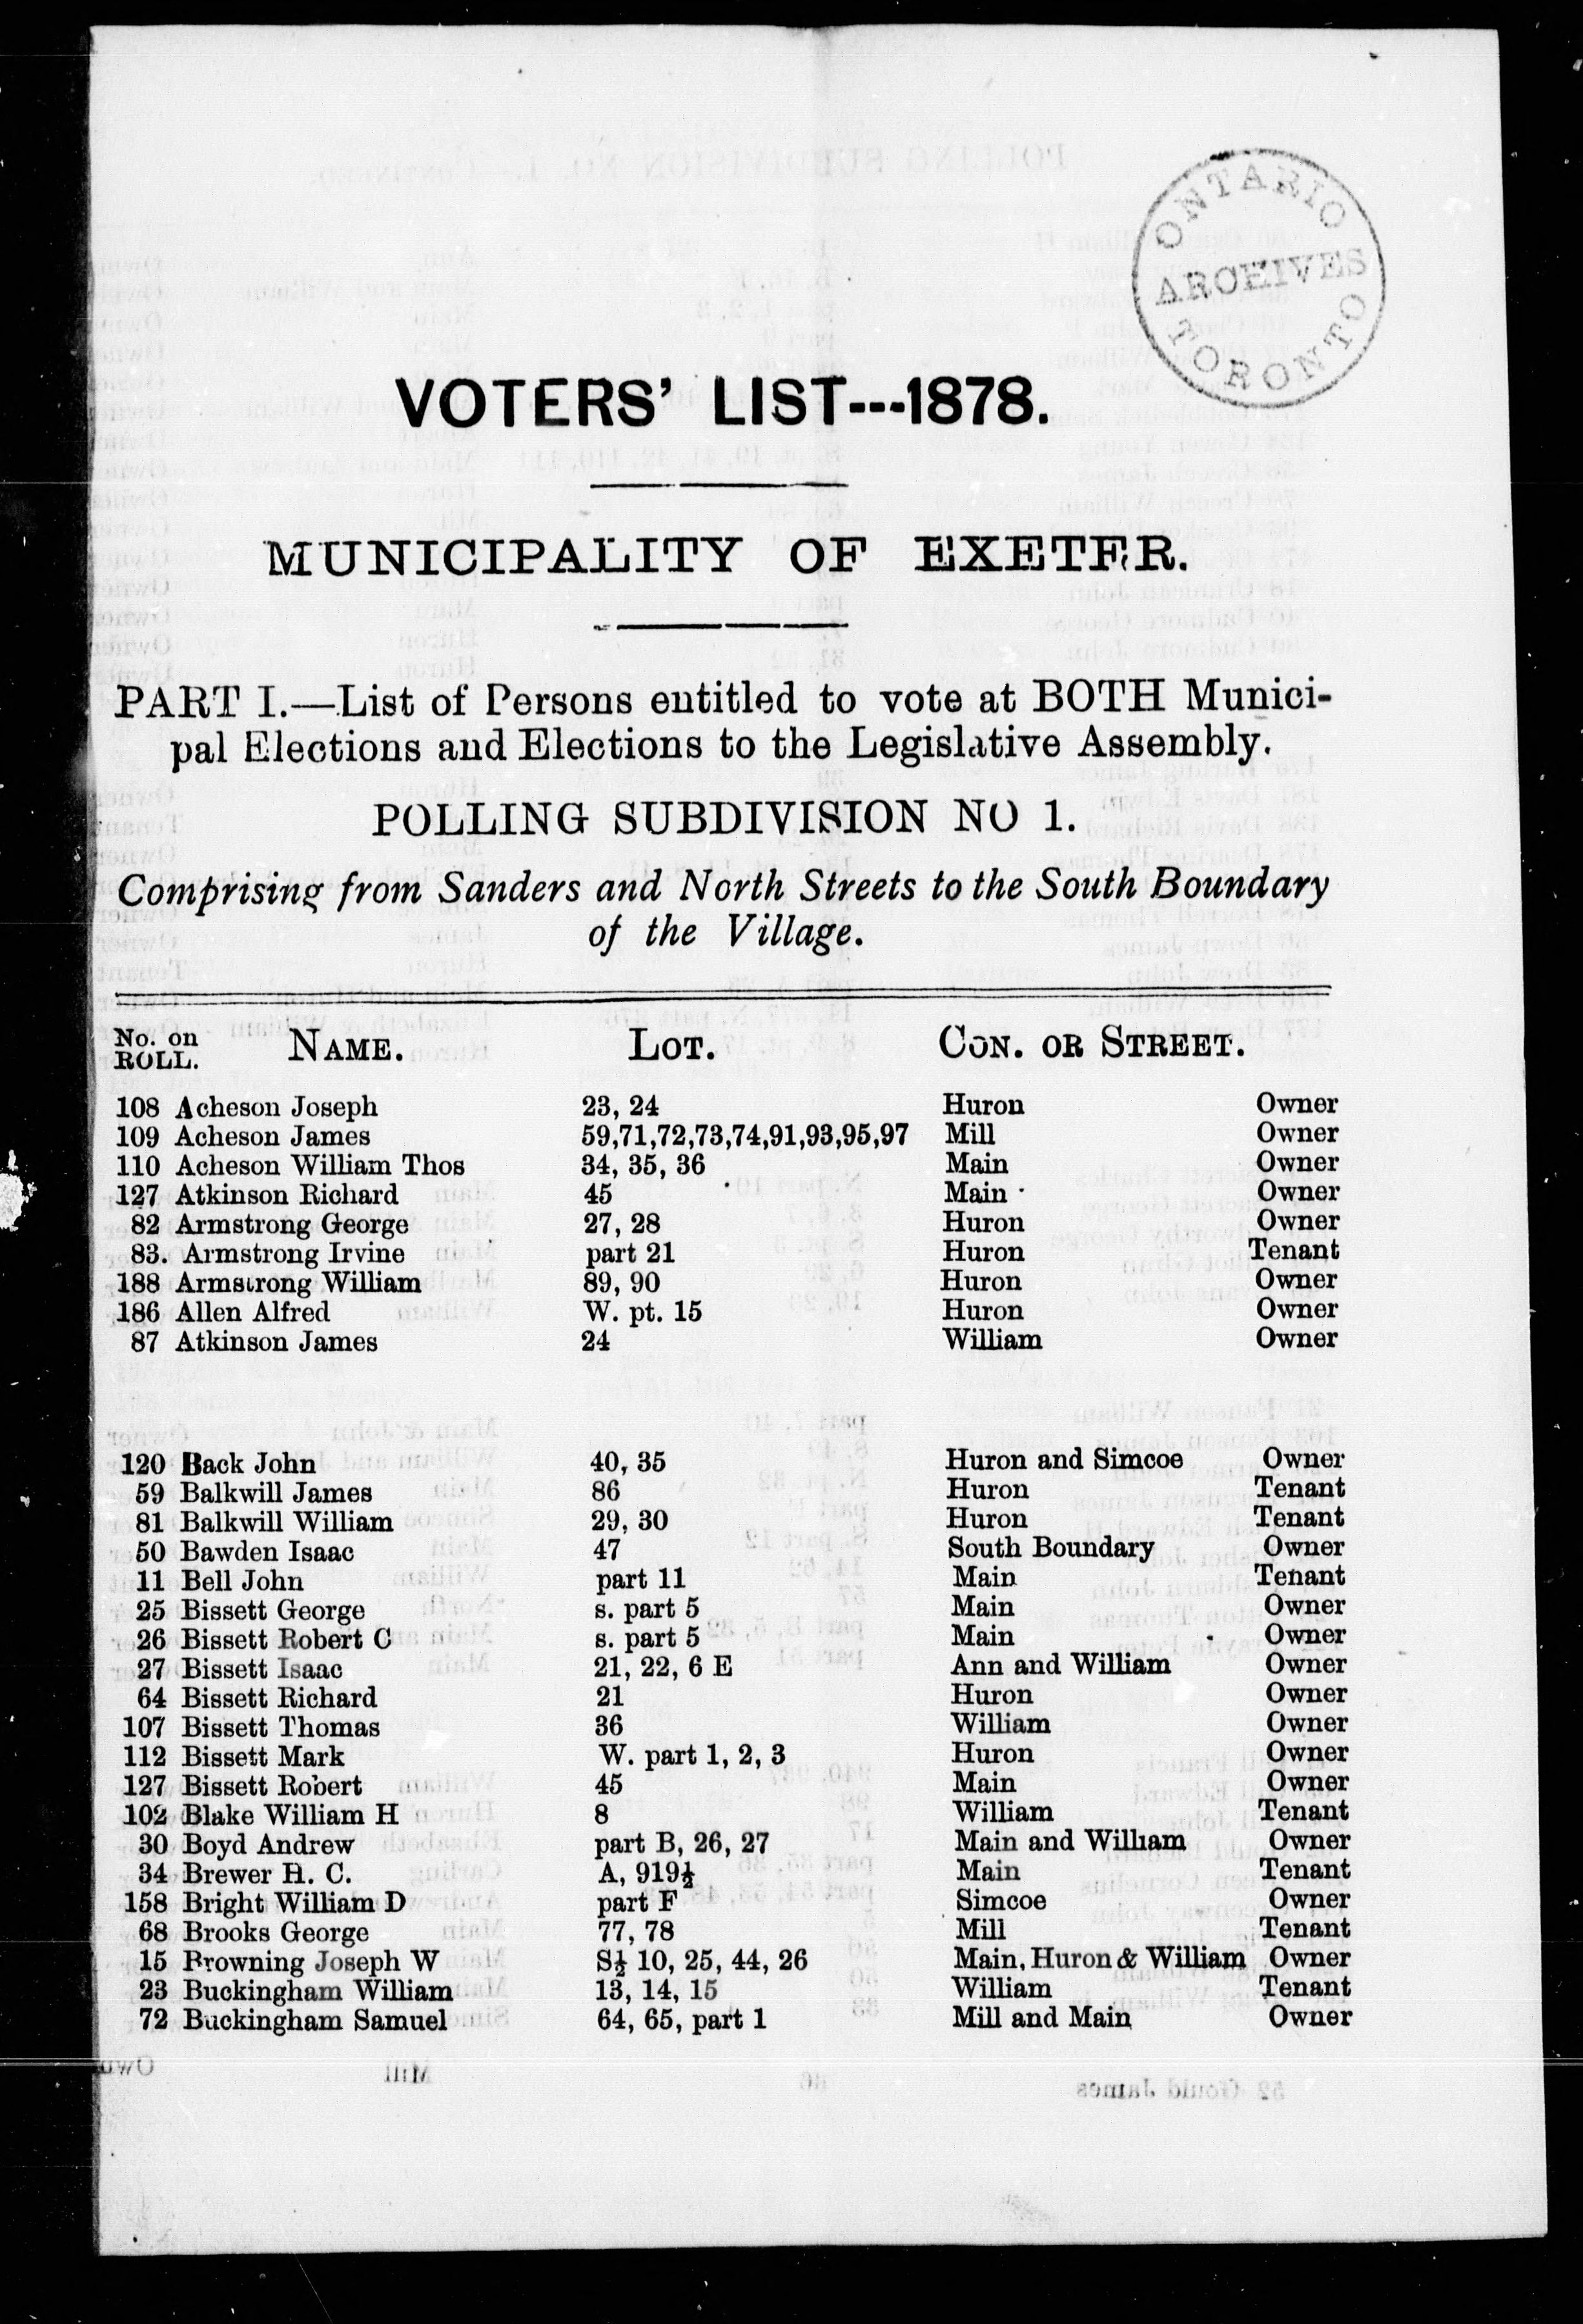 ONTARIO
ARCHIVES
TORONTO
VOTERS' LIST---1878.
MUNICIPALITY OF EXETER.
PART I.—List of Persons entitled to vote at BOTH Munici-
pal Elections and Elections to the Legislative Assembly.
POLLING SUBDIVISION NO 1.
Comprising from Sanders and North Streets to the South Boundary
of the Village.
No. on ROLL. NAME. LOT. CON. OR STREET.
108 Acheson Joseph 23, 24 Huron Owner
109 Acheson James 59,71,72,73,74,91,93,95,97 Mill Owner
110 Acheson William Thos 34, 35, 36 Main Owner
127 Atkinson Richard 45 Main Owner
82 Armstrong George 27, 28 Huron Owner
83. Armstrong Irvine part 21 Huron Tenant
188 Armstrong William 89, 90 Huron Owner
186 Allen Alfred W. pt. 15 Huron Owner
87 Atkinson James 24 William Owner
120 Back John 40, 35 Huron and Simcoe Owner
59 Balkwill James 86 Huron Tenant
81 Balkwill William 29, 30 Huron Tenant
50 Bawden Isaac 47 South Boundary Owner
11 Bell John part 11 Main Tenant
25 Bissett George s. part 5 Main Owner
26 Bissett Robert C s. part 5 Main Owner
27 Bissett Isaac 21, 22, 6 E Ann and William Owner
64 Bissett Richard 21 Huron Owner
107 Bissett Thomas 36 William Owner
112 Bissett Mark W. part 1, 2, 3 Huron Owner
127 Bissett Robert 45 Main Owner
102 Blake William H 8 William Tenant
30 Boyd Andrew part B, 26, 27 Main and William Owner
34 Brewer H. C. A, 919½ Main Tenant
158 Bright William D part F Simcoe Owner
68 Brooks George 77, 78 Mill Tenant
15 Browning Joseph W S½ 10, 25, 44, 26 Main, Huron & William Owner
23 Buckingham William 13, 14, 15 William Tenant
72 Buckingham Samuel 64, 65, part 1 Mill and Main Owner